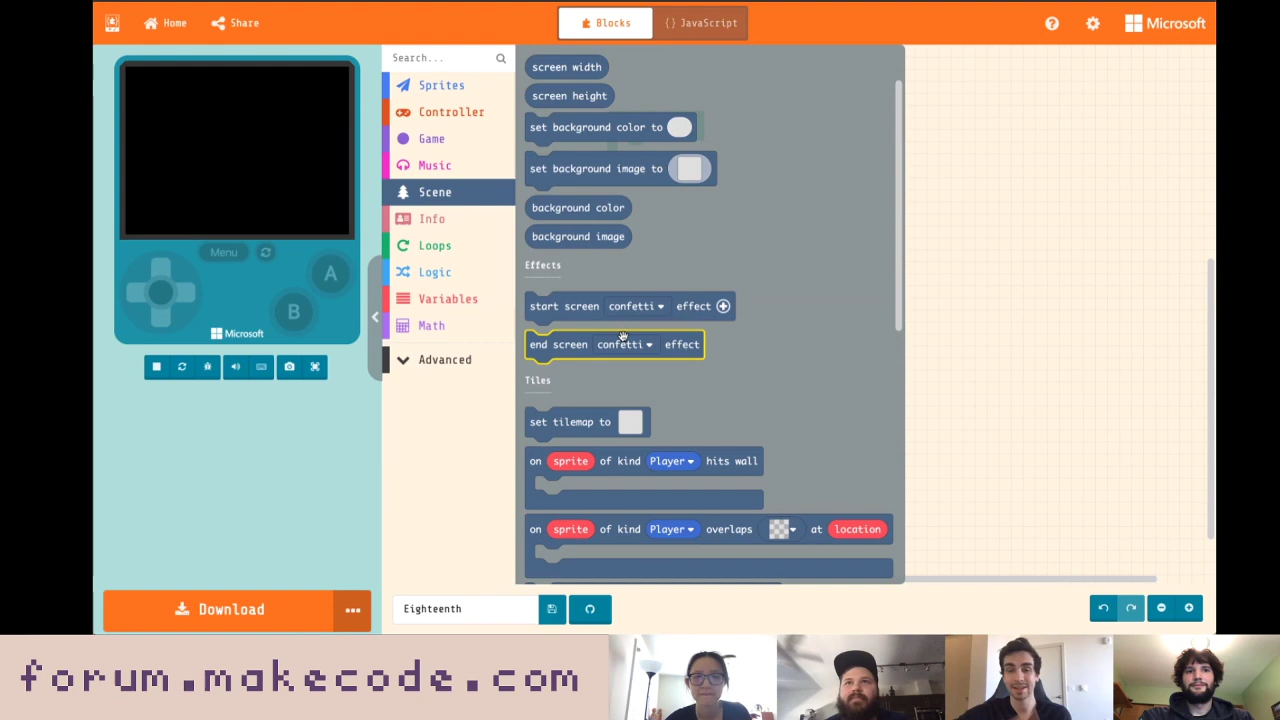 Home
Share
Blocks
{} JavaScript
Microsoft
Menu
A
B
Microsoft
Download
Search...
Sprites
Controller
Game
Music
Scene
Info
Loops
Logic
Variables
Math
Advanced
screen width
screen height
set background color to
set background image to
background color
background image
Effects
start screen confetti effect
end screen confetti effect
Tiles
set tilemap to
on sprite of kind Player hits wall
on sprite of kind Player overlaps at location
Eighteenth
forum.makecode.com